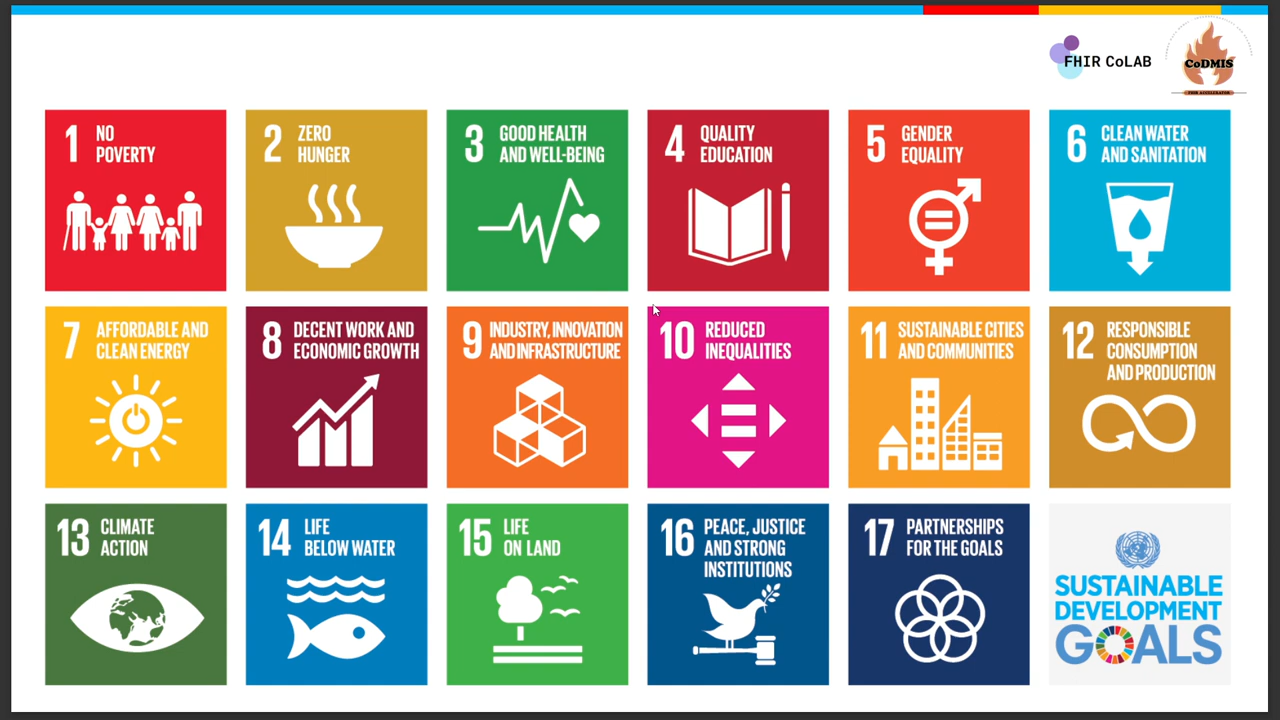 FHIR CoLAB
CoDMIS
FHIR ACCELERATOR
1 NO
POVERTY
2 ZERO
HUNGER
3 GOOD HEALTH
AND WELL-BEING
4 QUALITY
EDUCATION
5 GENDER
EQUALITY
6 CLEAN WATER
AND SANITATION
7 AFFORDABLE AND
CLEAN ENERGY
8 DECENT WORK AND
ECONOMIC GROWTH
9 INDUSTRY, INNOVATION
AND INFRASTRUCTURE
10 REDUCED
INEQUALITIES
11 SUSTAINABLE CITIES
AND COMMUNITIES
12 RESPONSIBLE
CONSUMPTION
AND PRODUCTION
13 CLIMATE
ACTION
14 LIFE
BELOW WATER
15 LIFE
ON LAND
16 PEACE, JUSTICE
AND STRONG
INSTITUTIONS
17 PARTNERSHIPS
FOR THE GOALS
SUSTAINABLE
DEVELOPMENT
GOALS